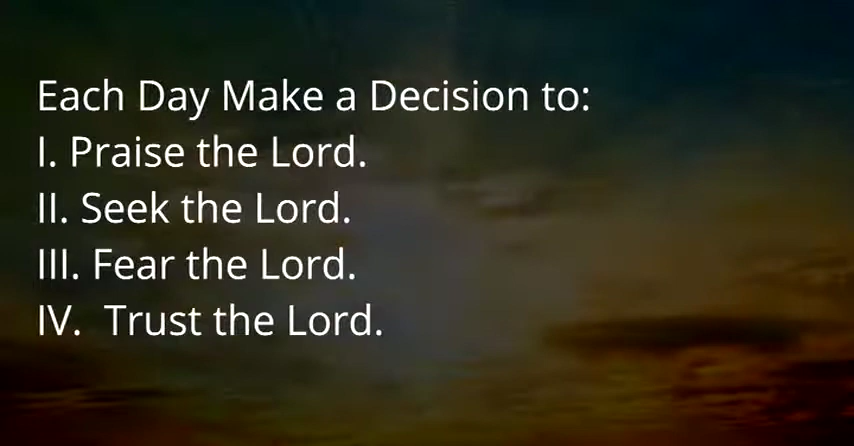 Each Day Make a Decision to:
I. Praise the Lord.
II. Seek the Lord.
III. Fear the Lord.
IV.  Trust the Lord.